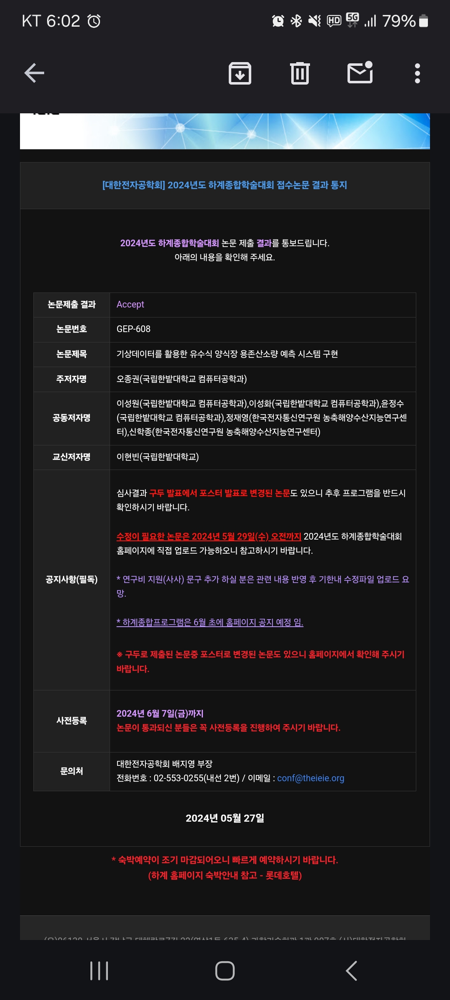 KT 6:02
HD 5G 79%
[대한전자공학회] 2024년도 하계종합학술대회 접수논문 결과 통지
2024년도 하계종합학술대회 논문 제출 결과를 통보드립니다.
아래의 내용을 확인해 주세요.
논문제출 결과 Accept
논문번호 GEP-608
논문제목 기상데이터를 활용한 유수식 양식장 용존산소량 예측 시스템 구현
주저자명 오종권(국립한밭대학교 컴퓨터공학과)
공동저자명
이성원(국립한밭대학교 컴퓨터공학과),이성화(국립한밭대학교 컴퓨터공학과),윤정수
(국립한밭대학교 컴퓨터공학과),정재영(한국전자통신연구원 농축해양수산지능연구센
터),신학종(한국전자통신연구원 농축해양수산지능연구센터)
교신저자명 이현빈(국립한밭대학교)
공지사항(필독)
심사결과 구두 발표에서 포스터 발표로 변경된 논문도 있으니 추후 프로그램을 반드시
확인하시기 바랍니다.
수정이 필요한 논문은 2024년 5월 29일(수) 오전까지 2024년도 하계종합학술대회
홈페이지에 직접 업로드 가능하오니 참고하시기 바랍니다.
* 연구비 지원(사사) 문구 추가 하실 분은 관련 내용 반영 후 기한내 수정파일 업로드 요
망.
* 하계종합프로그램은 6월 초에 홈페이지 공지 예정 임.
※ 구두로 제출된 논문중 포스터로 변경된 논문도 있으니 홈페이지에서 확인해 주시기
바랍니다.
사전등록
2024년 6월 7일(금)까지
논문이 통과되신 분들은 꼭 사전등록을 진행하여 주시기 바랍니다.
문의처
대한전자공학회 배지영 부장
전화번호 : 02-553-0255(내선 2번) / 이메일 : conf@theieie.org
2024년 05월 27일
* 숙박예약이 조기 마감되어오니 빠르게 예약하시기 바랍니다.
(하계 홈페이지 숙박안내 참고 - 롯데호텔)